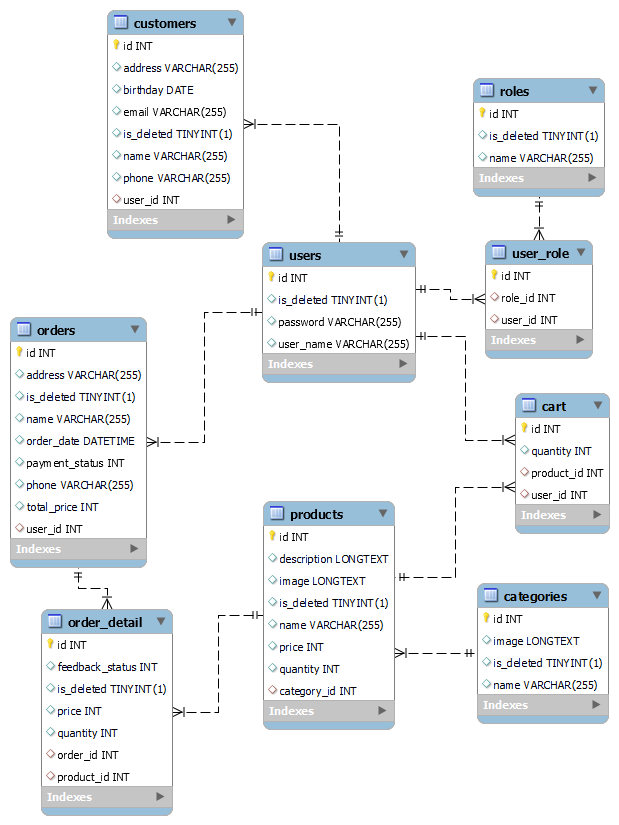 customers
id INT
address VARCHAR(255)
birthday DATE
email VARCHAR(255)
is_deleted TINYINT(1)
name VARCHAR(255)
phone VARCHAR(255)
user_id INT
Indexes
roles
id INT
is_deleted TINYINT(1)
name VARCHAR(255)
Indexes
users
id INT
is_deleted TINYINT(1)
password VARCHAR(255)
user_name VARCHAR(255)
Indexes
user_role
id INT
role_id INT
user_id INT
Indexes
orders
id INT
address VARCHAR(255)
is_deleted TINYINT(1)
name VARCHAR(255)
order_date DATETIME
payment_status INT
phone VARCHAR(255)
total_price INT
user_id INT
Indexes
cart
id INT
quantity INT
product_id INT
user_id INT
Indexes
products
id INT
description LONGTEXT
image LONGTEXT
is_deleted TINYINT(1)
name VARCHAR(255)
price INT
quantity INT
category_id INT
Indexes
categories
id INT
image LONGTEXT
is_deleted TINYINT(1)
name VARCHAR(255)
Indexes
order_detail
id INT
feedback_status INT
is_deleted TINYINT(1)
price INT
quantity INT
order_id INT
product_id INT
Indexes